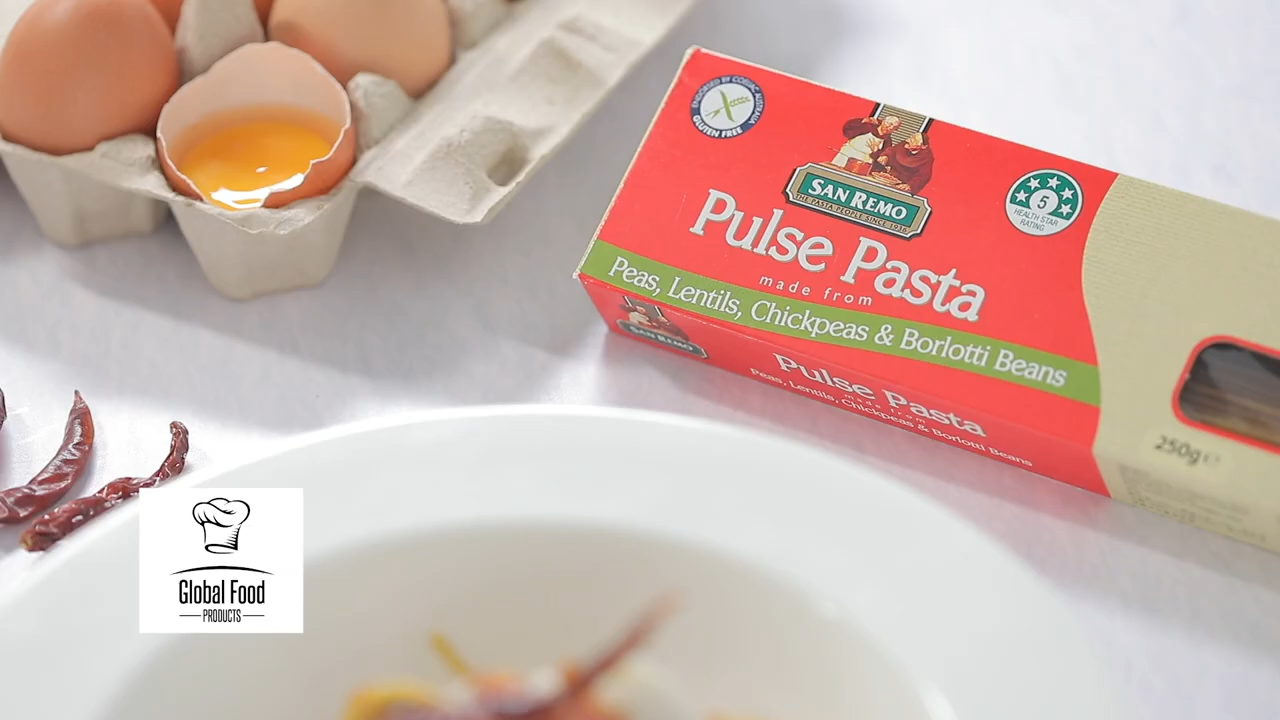 ENDORSED BY COELIAC AUSTRALIA
GLUTEN FREE
SAN REMO
THE PASTA PEOPLE SINCE 1936
5
HEALTH STAR
RATING
Pulse Pasta
made from
Peas, Lentils, Chickpeas & Borlotti Beans
SAN REMO
Pulse Pasta
made from
Peas, Lentils, Chickpeas & Borlotti Beans
250g℮
Global Food
PRODUCTS